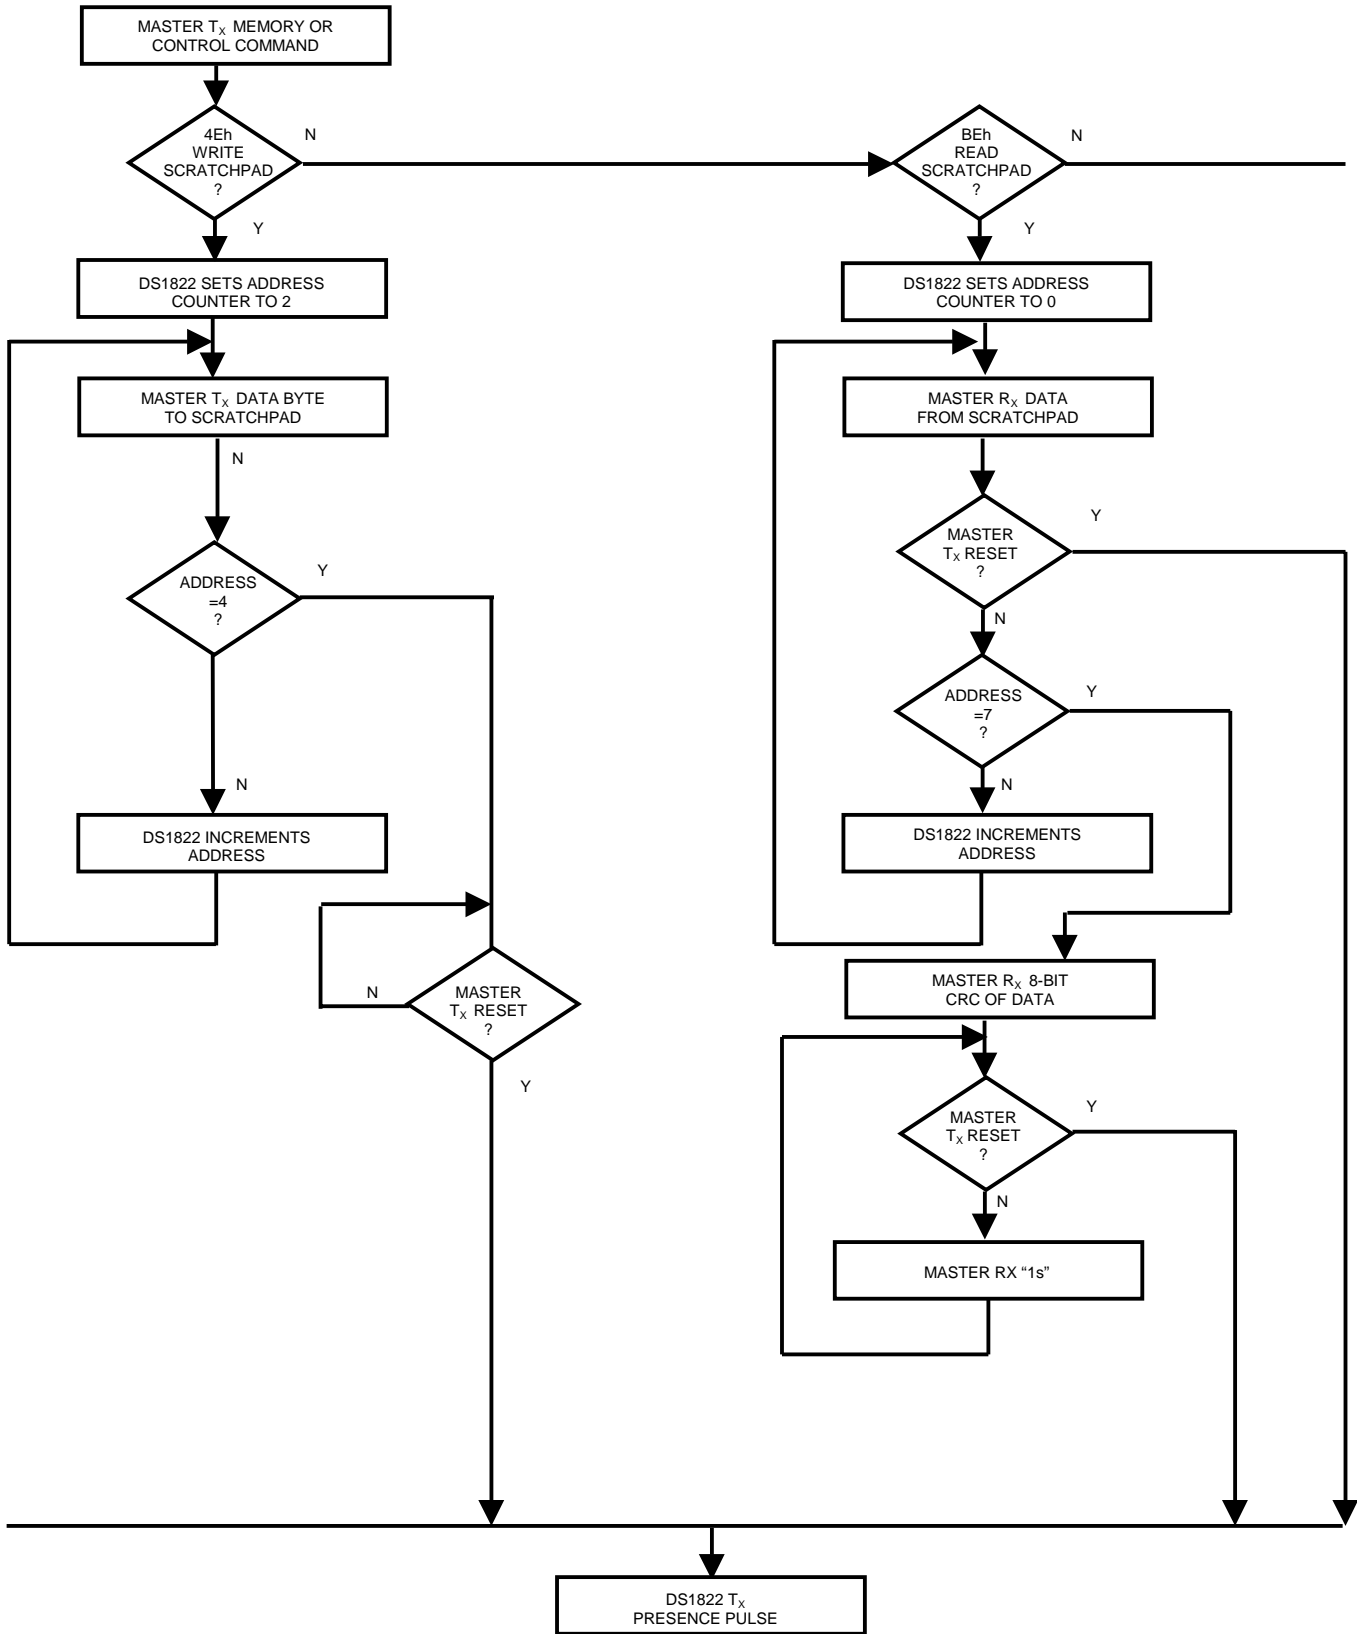 MASTER TX MEMORY OR
CONTROL COMMAND
4Eh
WRITE
SCRATCHPAD
?
N
Y
DS1822 SETS ADDRESS
COUNTER TO 2
MASTER TX DATA BYTE
TO SCRATCHPAD
N
ADDRESS
=4
?
Y
N
DS1822 INCREMENTS
ADDRESS
MASTER
TX RESET
?
N
Y
BEh
READ
SCRATCHPAD
?
N
Y
DS1822 SETS ADDRESS
COUNTER TO 0
MASTER RX DATA
FROM SCRATCHPAD
MASTER
TX RESET
?
Y
N
ADDRESS
=7
?
Y
N
DS1822 INCREMENTS
ADDRESS
MASTER RX 8-BIT
CRC OF DATA
MASTER
TX RESET
?
Y
N
MASTER RX “1s”
DS1822 TX
PRESENCE PULSE